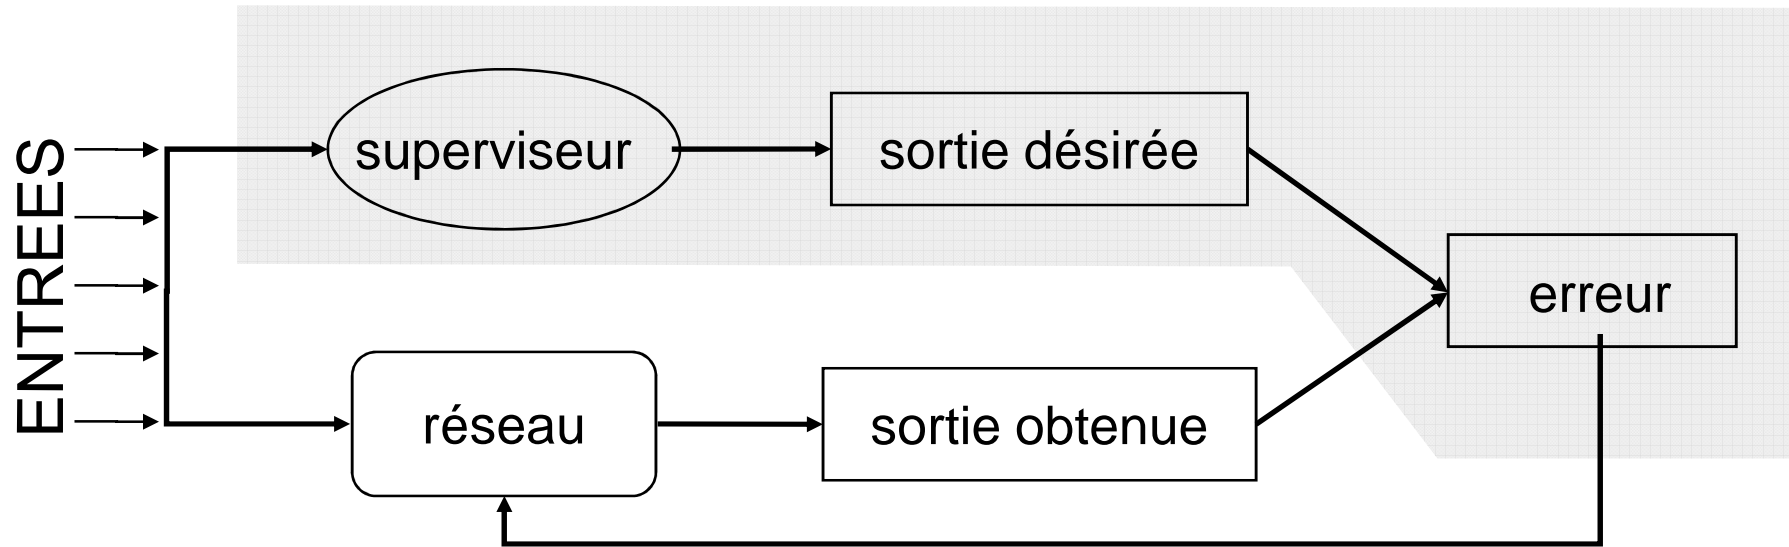 ENTREES
superviseur
sortie désirée
erreur
réseau
sortie obtenue